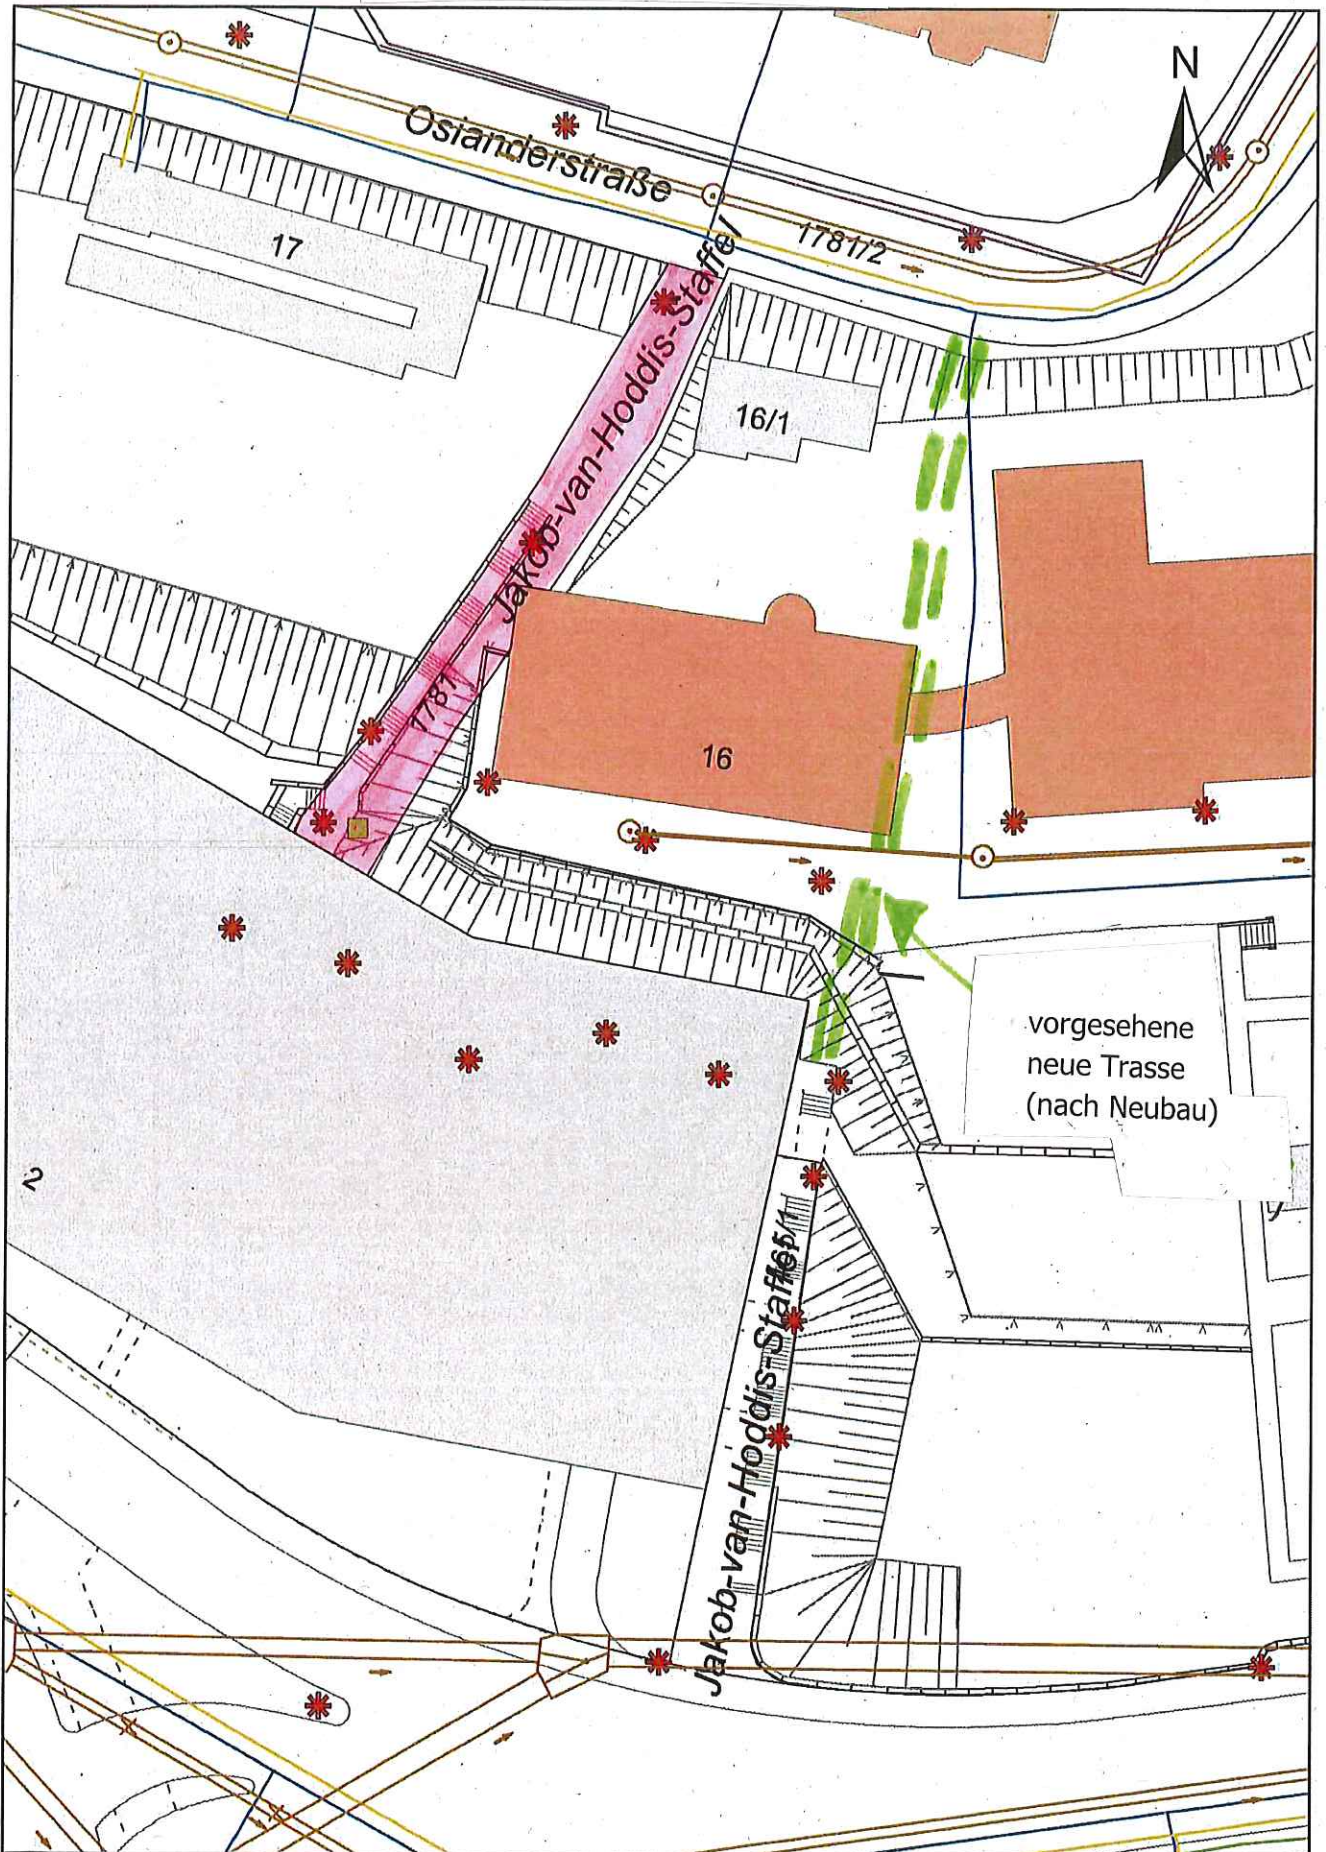 N
Osianderstraße
1781/2
17
Jakob-van-Hoddis-Staffel
16/1
1781
16
vorgesehene
neue Trasse
(nach Neubau)
2
Jakob-van-Hoddis-Staffel